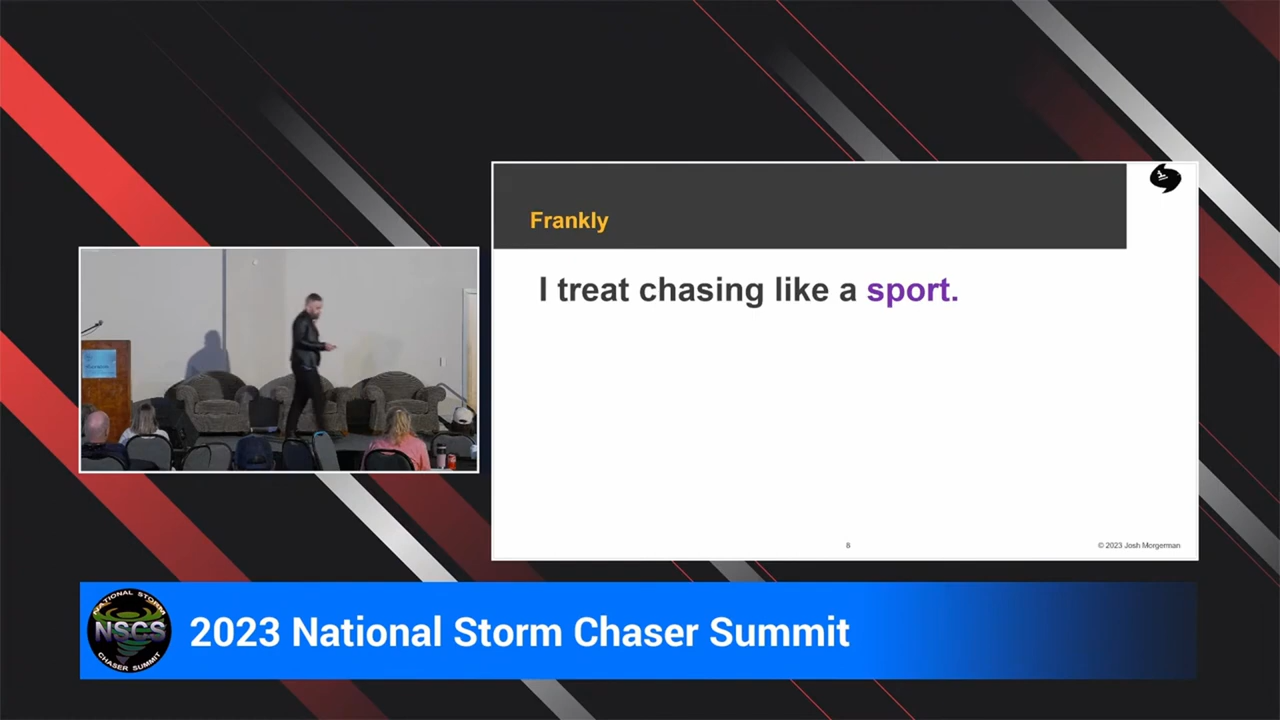 Frankly
I treat chasing like a sport.
8
© 2023 Josh Morgerman
NATIONAL STORM
NSCS
CHASER SUMMIT
2023 National Storm Chaser Summit